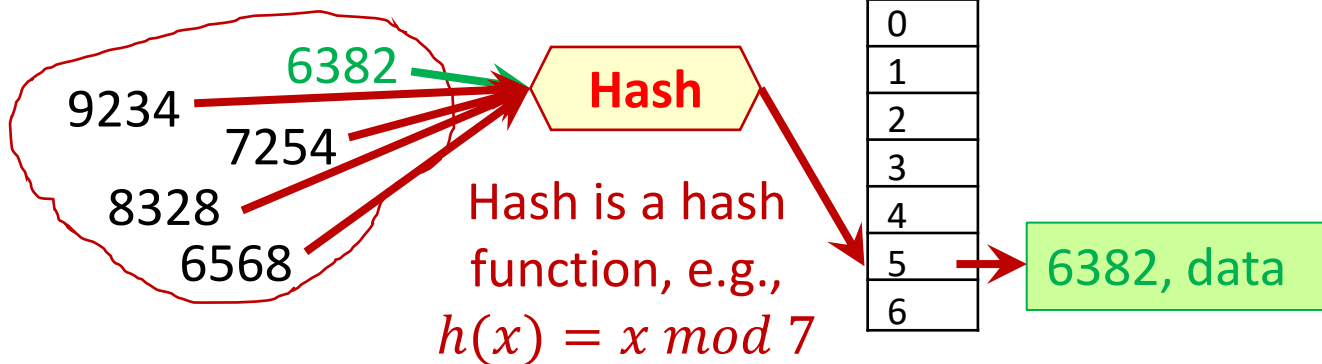 6382
9234
7254
8328
6568
Hash
Hash is a hash
function, e.g.,
h(x) = x mod 7
0
1
2
3
4
5
6
6382, data